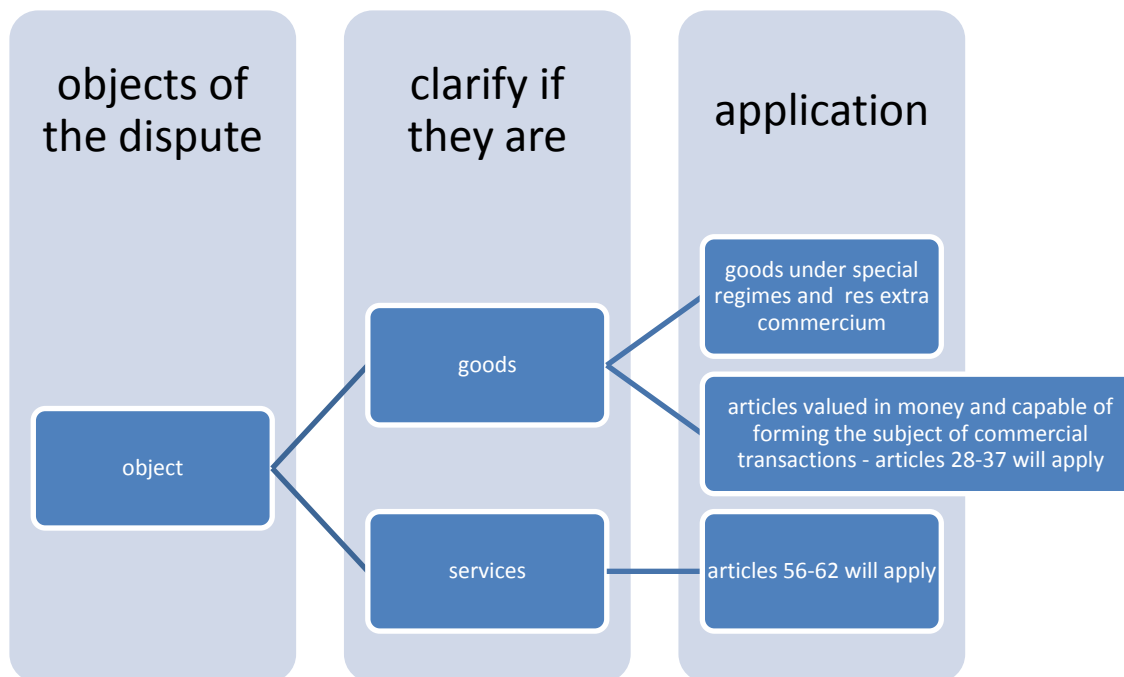 objects of
the dispute
clarify if
they are
application
object
goods
services
goods under special
regimes and res extra
commercium
articles valued in money and capable of
forming the subject of commercial
transactions - articles 28-37 will apply
articles 56-62 will apply